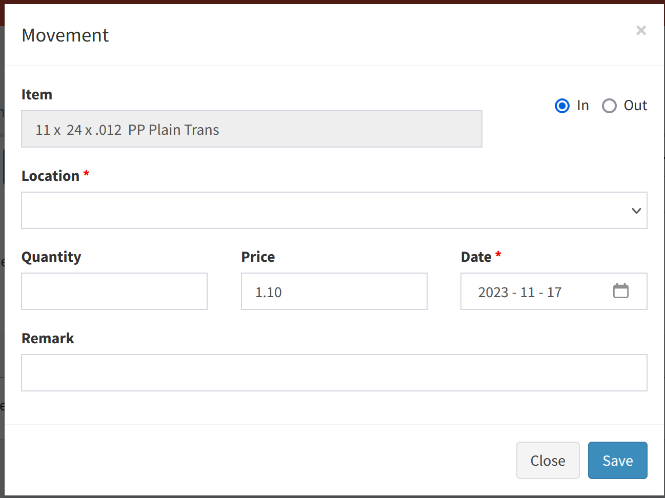 Movement
×
Item
In
Out
11 x 24 x .012 PP Plain Trans
Location *
Quantity
Price
Date *
1.10
2023 - 11 - 17
Remark
Close
Save